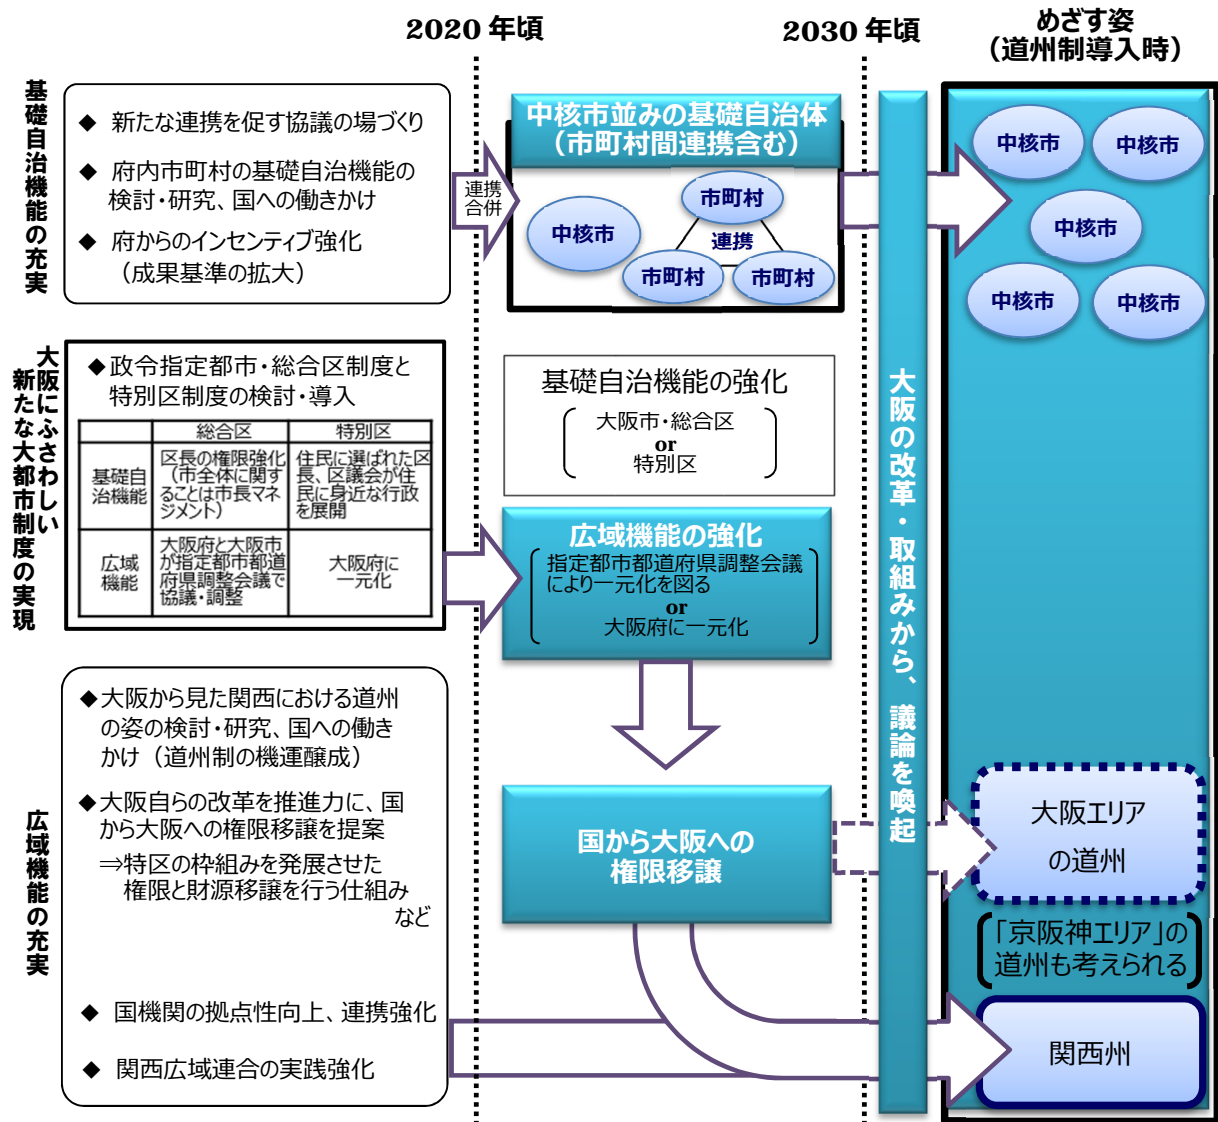 2020 年頃
2030 年頃
めざす姿
（道州制導入時）
基礎自治機能の充実
◆ 新たな連携を促す協議の場づくり
◆ 府内市町村の基礎自治機能の
検討・研究、国への働きかけ
◆ 府からのインセンティブ強化
（成果基準の拡大）
連携
合併
中核市並みの基礎自治体
（市町村間連携含む）
中核市
市町村
連携
市町村
市町村
中核市
中核市
中核市
中核市
中核市
大阪にふさわしい
新たな大都市制度の実現
◆政令指定都市・総合区制度と
特別区制度の検討・導入
総合区
特別区
基礎自
治機能
区長の権限強化
（市全体に関す
ることは市長マネ
ジメント）
住民に選ばれた区
長、区議会が住
民に身近な行政
を展開
広域
機能
大阪府と大阪市
が指定都市都道
府県調整会議で
協議・調整
大阪府に
一元化
基礎自治機能の強化
大阪市・総合区
or
特別区
広域機能の強化
指定都市都道府県調整会議
により一元化を図る
or
大阪府に一元化
大阪の改革・取組みから、議論を喚起
広域機能の充実
◆大阪から見た関西における道州
の姿の検討・研究、国への働き
かけ（道州制の機運醸成）
◆大阪自らの改革を推進力に、国
から大阪への権限移譲を提案
⇒特区の枠組みを発展させた
権限と財源移譲を行う仕組み
など
◆ 国機関の拠点性向上、連携強化
◆ 関西広域連合の実践強化
国から大阪への
権限移譲
大阪エリア
の道州
「京阪神エリア」の
道州も考えられる
関西州